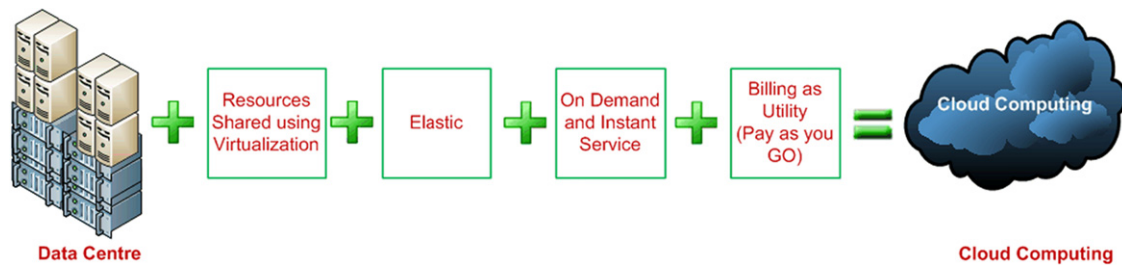 Resources
Shared using
Virtualization
Elastic
On Demand
and Instant
Service
Billing as
Utility
(Pay as you
GO)
Cloud Computing
Data Centre
Cloud Computing